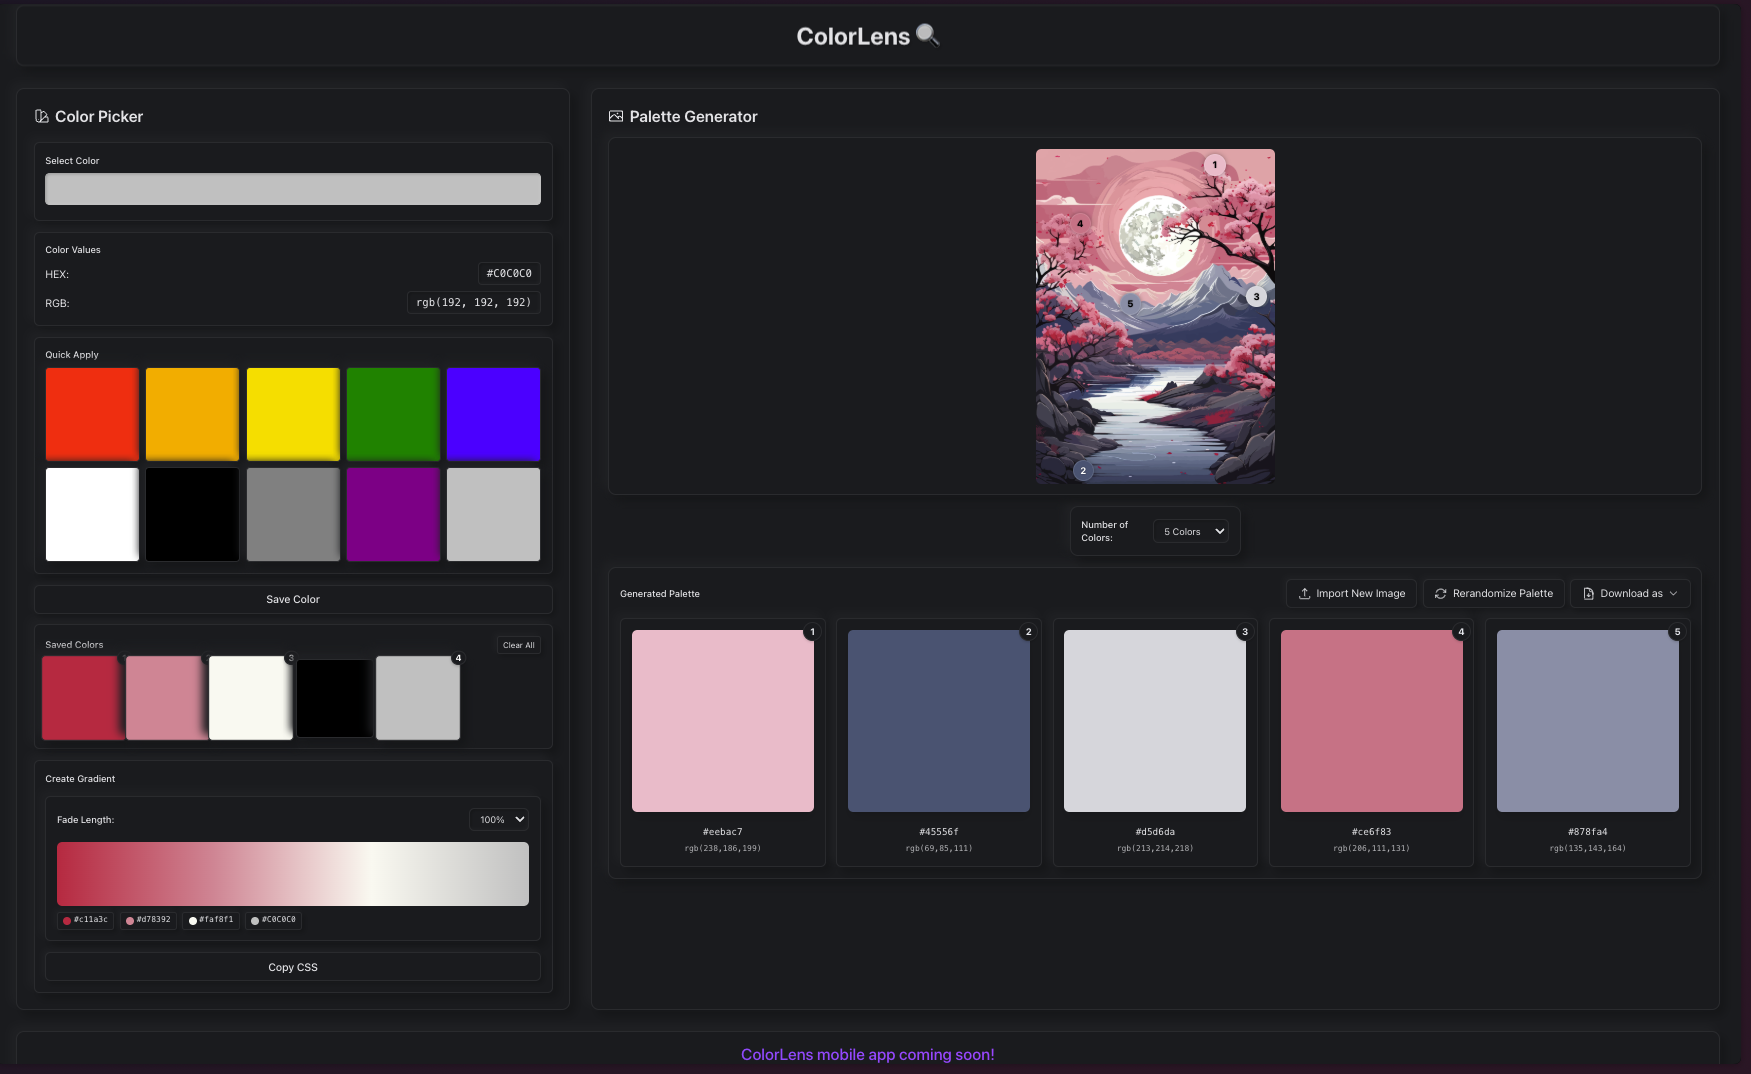 ColorLens
Color Picker
Select Color
Color Values
HEX:
#C0C0C0
RGB:
rgb(192, 192, 192)
Quick Apply
Save Color
Saved Colors
Clear All
3
4
Create Gradient
Fade Length:
100%
#c11a3c
#d78392
#faf8f1
#C0C0C0
Copy CSS
Palette Generator
1
4
3
5
2
Number of
Colors:
5 Colors
Generated Palette
Import New Image
Rerandomize Palette
Download as
1
2
3
4
5
#eebac7
rgb(238,186,199)
#45556f
rgb(69,85,111)
#d5d6da
rgb(213,214,218)
#ce6f83
rgb(206,111,131)
#878fa4
rgb(135,143,164)
ColorLens mobile app coming soon!